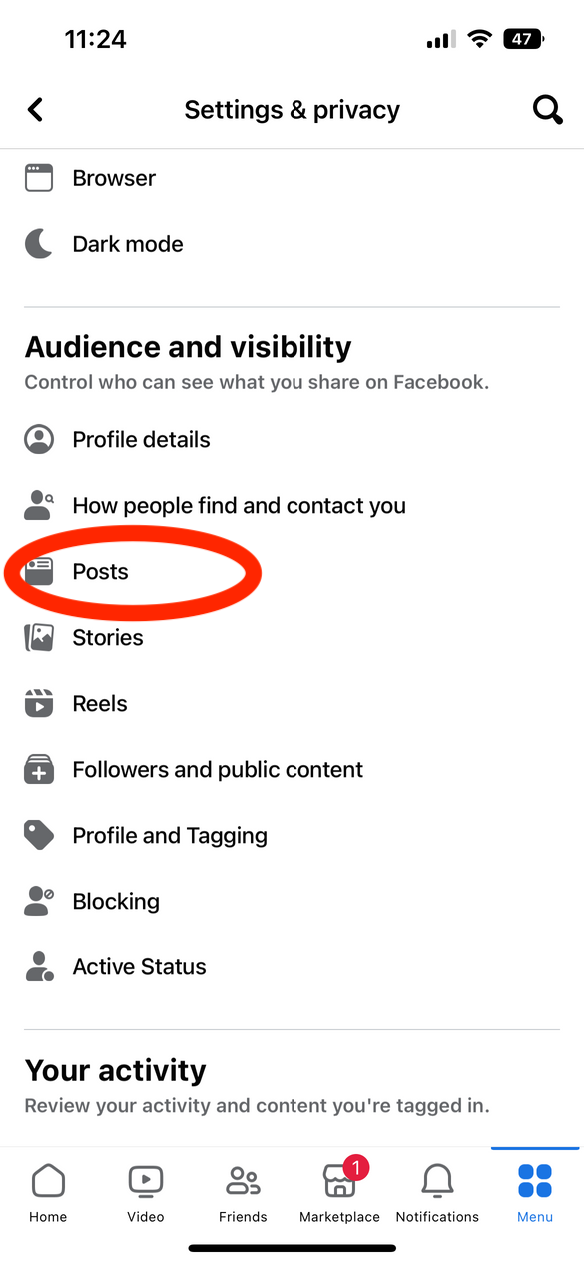 11:24
47
Settings & privacy
Browser
Dark mode
Audience and visibility
Control who can see what you share on Facebook.
Profile details
How people find and contact you
Posts
Stories
Reels
Followers and public content
Profile and Tagging
Blocking
Active Status
Your activity
Review your activity and content you're tagged in.
1
Home Video Friends Marketplace Notifications Menu